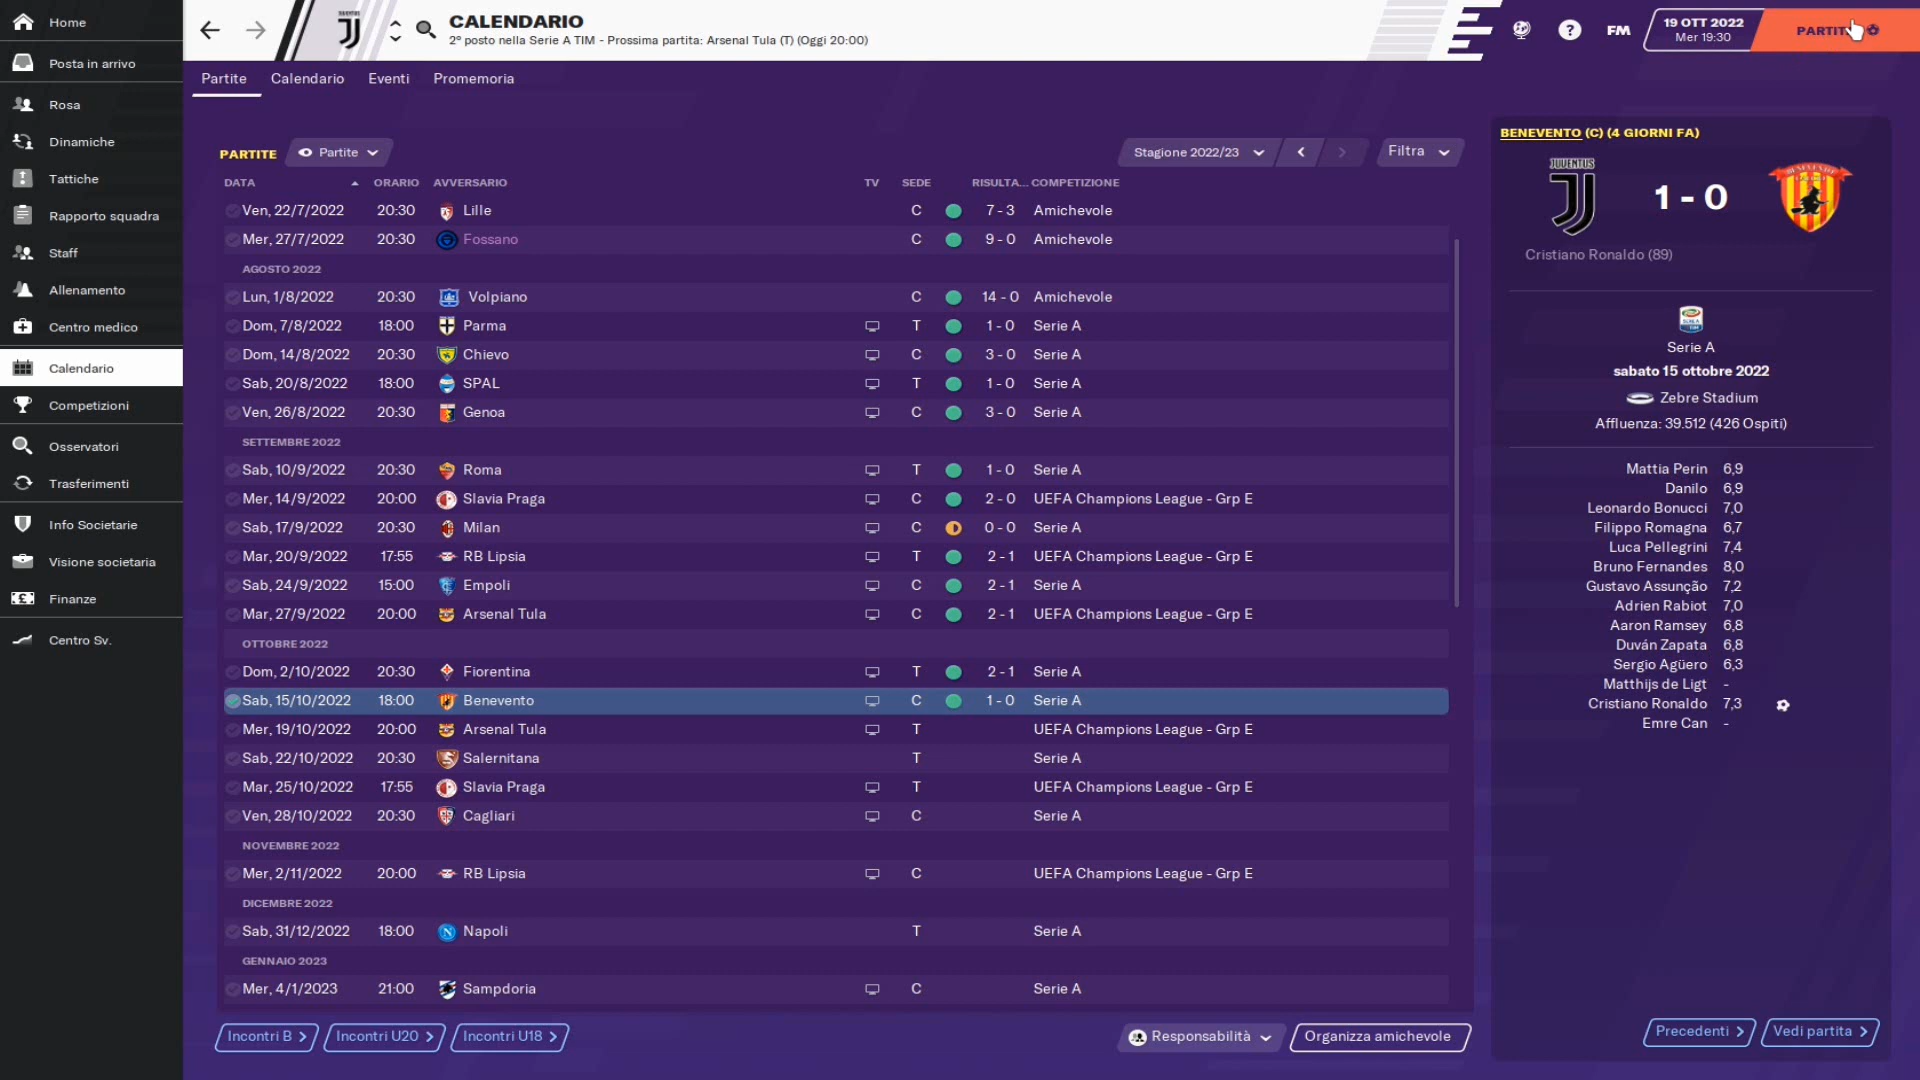 Home
Posta in arrivo
Rosa
Dinamiche
Tattiche
Rapporto squadra
Staff
Allenamento
Centro medico
Calendario
Competizioni
Osservatori
Trasferimenti
Info Societarie
Visione societaria
Finanze
Centro Sv.
CALENDARIO
2° posto nella Serie A TIM - Prossima partita: Arsenal Tula (T) (Oggi 20:00)
FM
19 OTT 2022
Mer 19:30
Partite Calendario Eventi Promemoria
PARTITE Partite Stagione 2022/23 Filtra
DATA ORARIO AVVERSARIO TV SEDE RISULTA... COMPETIZIONE
Ven, 22/7/2022 20:30 Lille C 7 - 3 Amichevole
Mer, 27/7/2022 20:30 Fossano C 9 - 0 Amichevole
AGOSTO 2022
Lun, 1/8/2022 20:30 Volpiano C 14 - 0 Amichevole
Dom, 7/8/2022 18:00 Parma T 1 - 0 Serie A
Dom, 14/8/2022 20:30 Chievo C 3 - 0 Serie A
Sab, 20/8/2022 18:00 SPAL T 1 - 0 Serie A
Ven, 26/8/2022 20:30 Genoa C 3 - 0 Serie A
SETTEMBRE 2022
Sab, 10/9/2022 20:30 Roma T 1 - 0 Serie A
Mer, 14/9/2022 20:00 Slavia Praga C 2 - 0 UEFA Champions League - Grp E
Sab, 17/9/2022 20:30 Milan C 0 - 0 Serie A
Mar, 20/9/2022 17:55 RB Lipsia T 2 - 1 UEFA Champions League - Grp E
Sab, 24/9/2022 15:00 Empoli C 2 - 1 Serie A
Mar, 27/9/2022 20:00 Arsenal Tula C 2 - 1 UEFA Champions League - Grp E
OTTOBRE 2022
Dom, 2/10/2022 20:30 Fiorentina T 2 - 1 Serie A
Sab, 15/10/2022 18:00 Benevento C 1 - 0 Serie A
Mer, 19/10/2022 20:00 Arsenal Tula T UEFA Champions League - Grp E
Sab, 22/10/2022 20:30 Salernitana T Serie A
Mar, 25/10/2022 17:55 Slavia Praga T UEFA Champions League - Grp E
Ven, 28/10/2022 20:30 Cagliari C Serie A
NOVEMBRE 2022
Mer, 2/11/2022 20:00 RB Lipsia C UEFA Champions League - Grp E
DICEMBRE 2022
Sab, 31/12/2022 18:00 Napoli T Serie A
GENNAIO 2023
Mer, 4/1/2023 21:00 Sampdoria C Serie A
Incontri B Incontri U20 Incontri U18 Responsabilità Organizza amichevole
BENEVENTO (C) (4 GIORNI FA)
JUVENTUS
1 - 0
Cristiano Ronaldo (89)
Serie A
sabato 15 ottobre 2022
Zebre Stadium
Affluenza: 39.512 (426 Ospiti)
Mattia Perin 6,9
Danilo 6,9
Leonardo Bonucci 7,0
Filippo Romagna 6,7
Luca Pellegrini 7,4
Bruno Fernandes 8,0
Gustavo Assunção 7,2
Adrien Rabiot 7,0
Aaron Ramsey 6,8
Duván Zapata 6,8
Sergio Agüero 6,3
Matthijs de Ligt -
Cristiano Ronaldo 7,3
Emre Can -
Precedenti Vedi partita